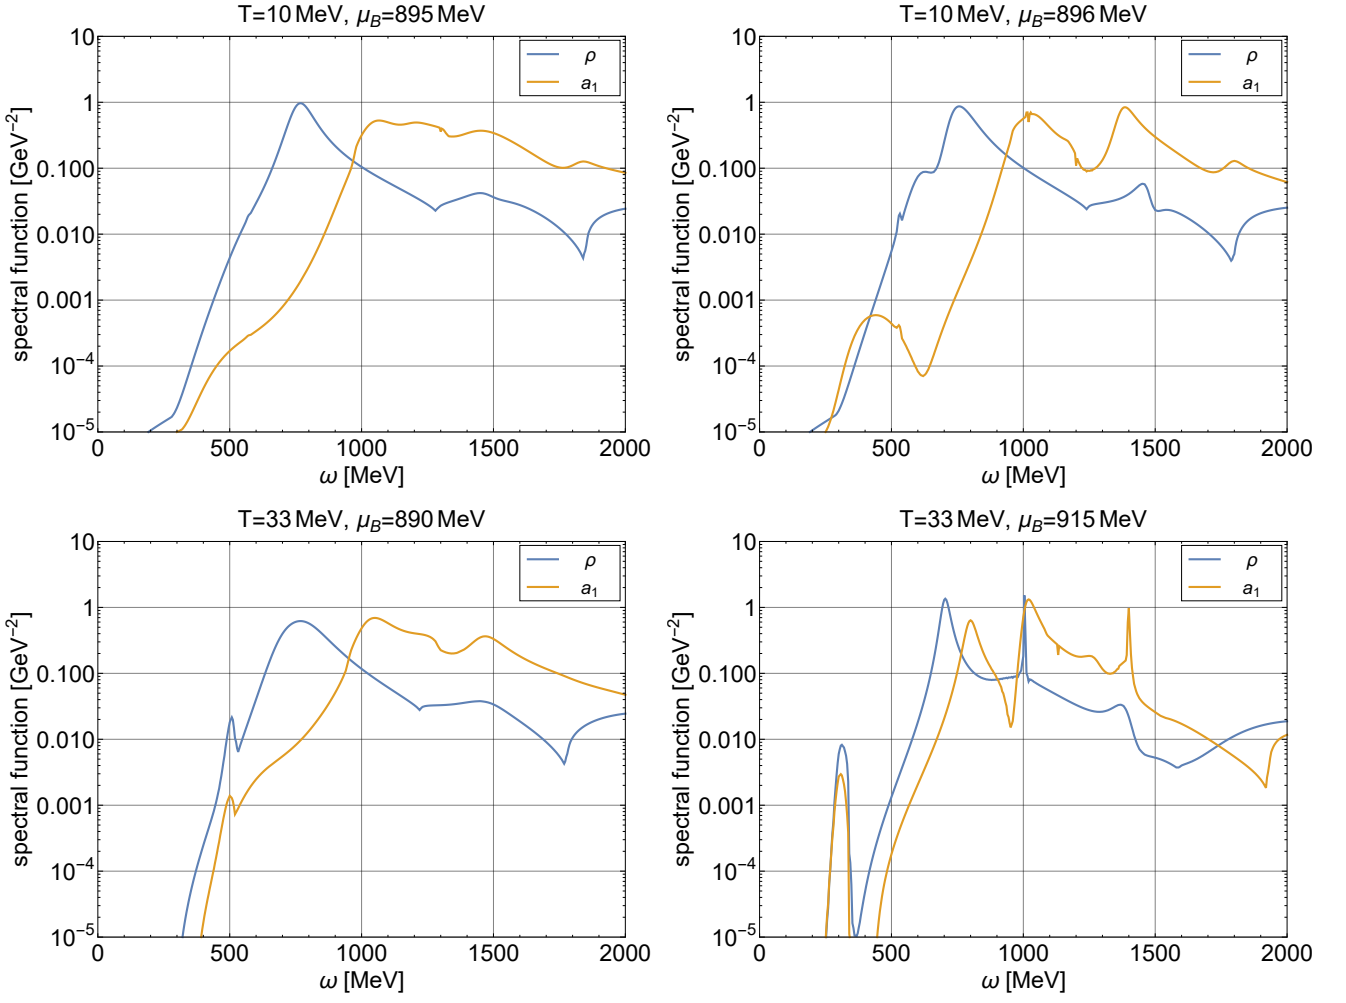 T=10 MeV, μB=895 MeV
spectral function [GeV−2]
10
1
0.100
0.010
0.001
10−4
10−5
0
500
1000
1500
2000
ω [MeV]
ρ
a1
T=10 MeV, μB=896 MeV
spectral function [GeV−2]
10
1
0.100
0.010
0.001
10−4
10−5
0
500
1000
1500
2000
ω [MeV]
ρ
a1
T=33 MeV, μB=890 MeV
spectral function [GeV−2]
10
1
0.100
0.010
0.001
10−4
10−5
0
500
1000
1500
2000
ω [MeV]
ρ
a1
T=33 MeV, μB=915 MeV
spectral function [GeV−2]
10
1
0.100
0.010
0.001
10−4
10−5
0
500
1000
1500
2000
ω [MeV]
ρ
a1